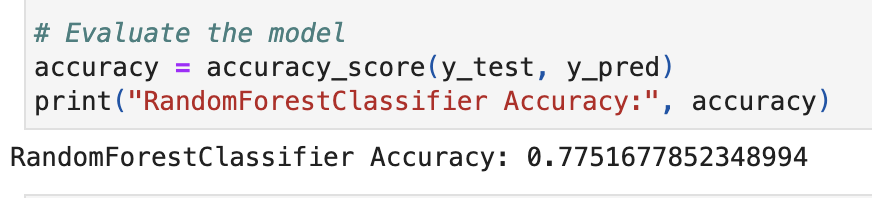 # Evaluate the model
accuracy = accuracy_score(y_test, y_pred)
print("RandomForestClassifier Accuracy:", accuracy)
RandomForestClassifier Accuracy: 0.7751677852348994